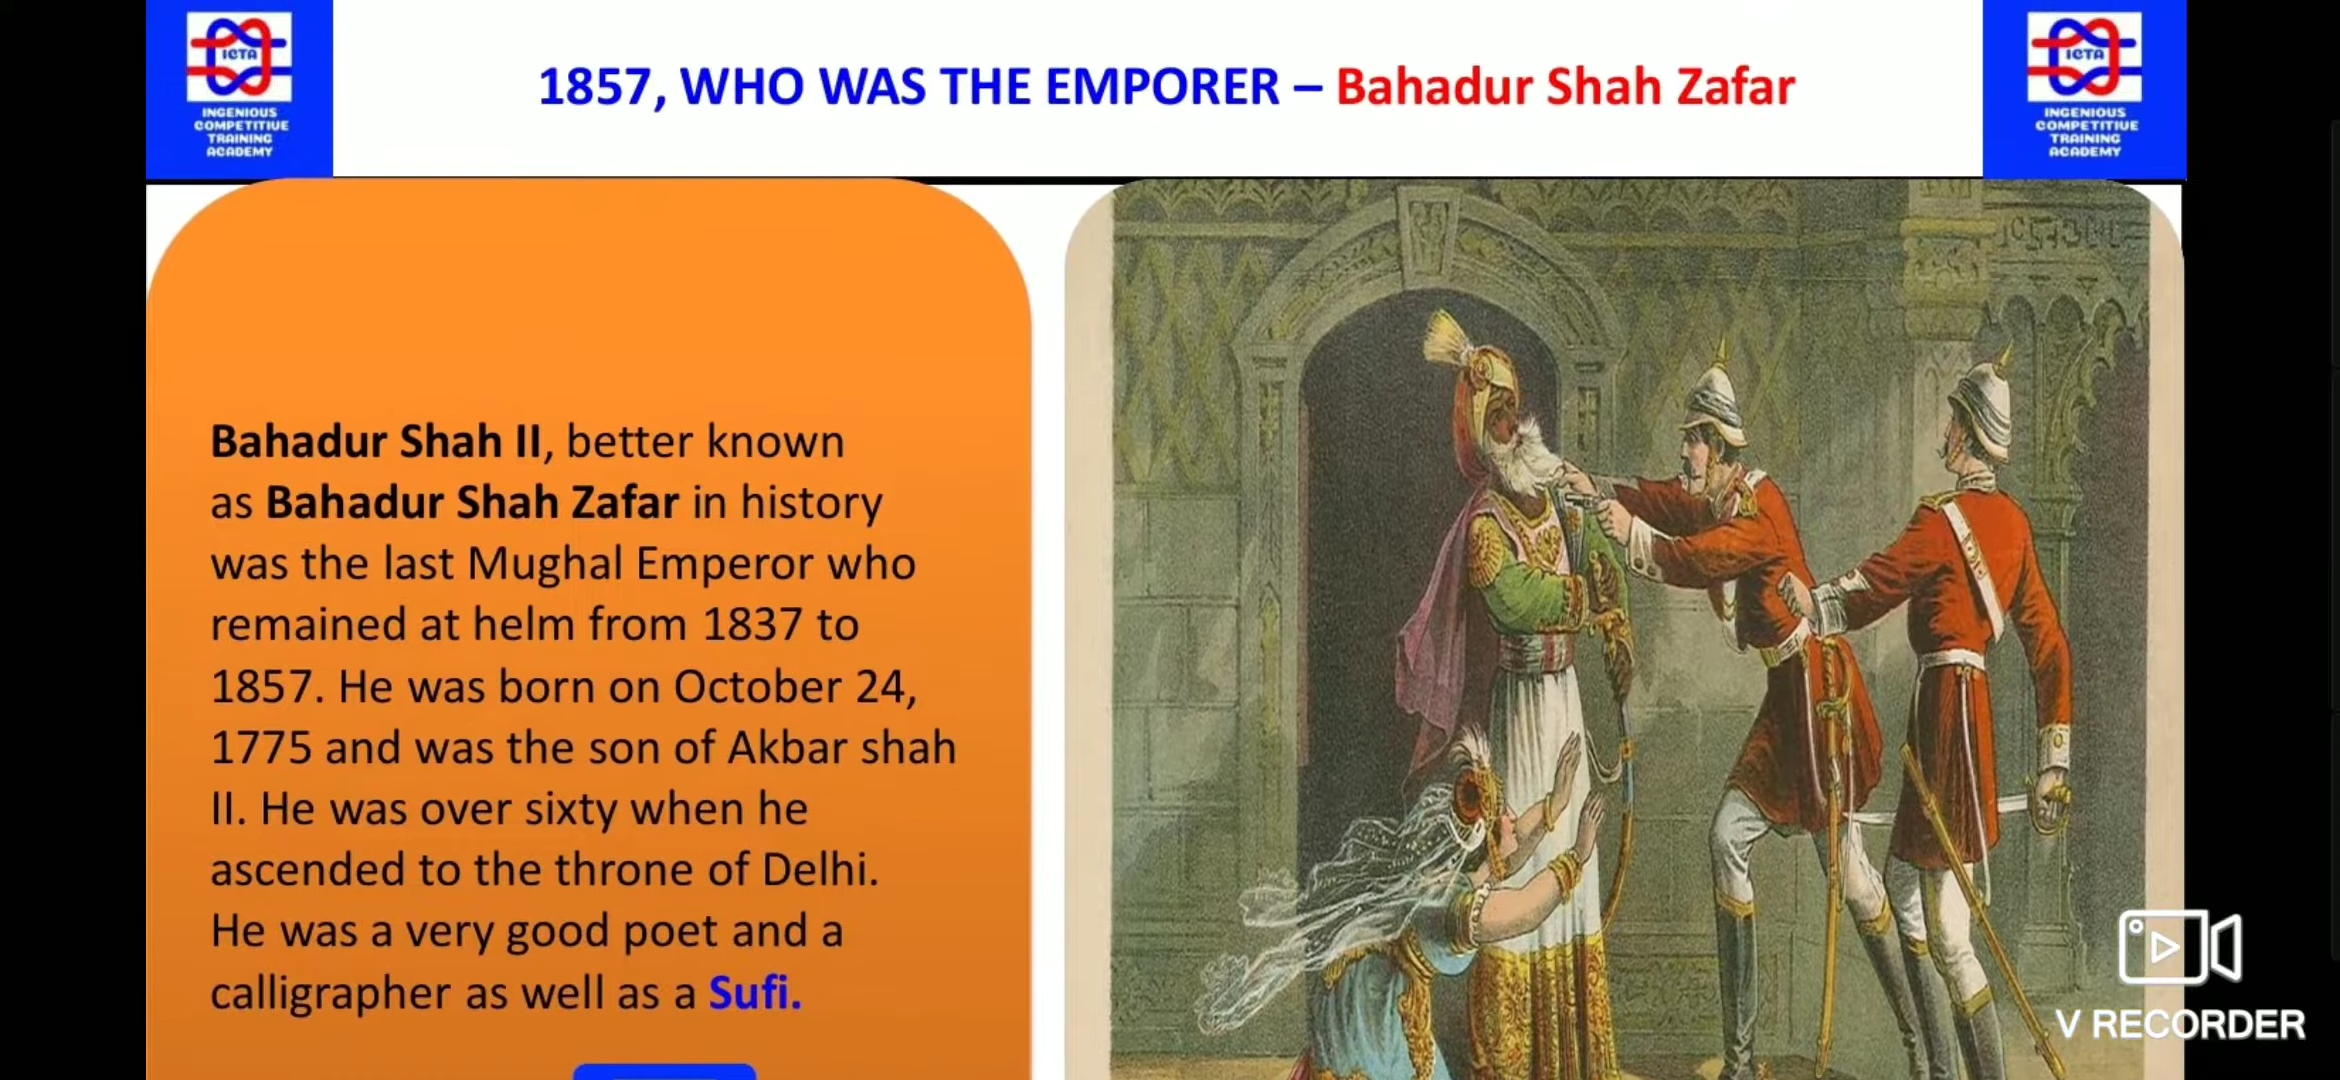 ICTA
INGENIOUS
COMPETITIVE
TRAINING
ACADEMY
1857, WHO WAS THE EMPORER – Bahadur Shah Zafar
ICTA
INGENIOUS
COMPETITIVE
TRAINING
ACADEMY
Bahadur Shah II, better known
as Bahadur Shah Zafar in history
was the last Mughal Emperor who
remained at helm from 1837 to
1857. He was born on October 24,
1775 and was the son of Akbar shah
II. He was over sixty when he
ascended to the throne of Delhi.
He was a very good poet and a
calligrapher as well as a Sufi.
V RECORDER